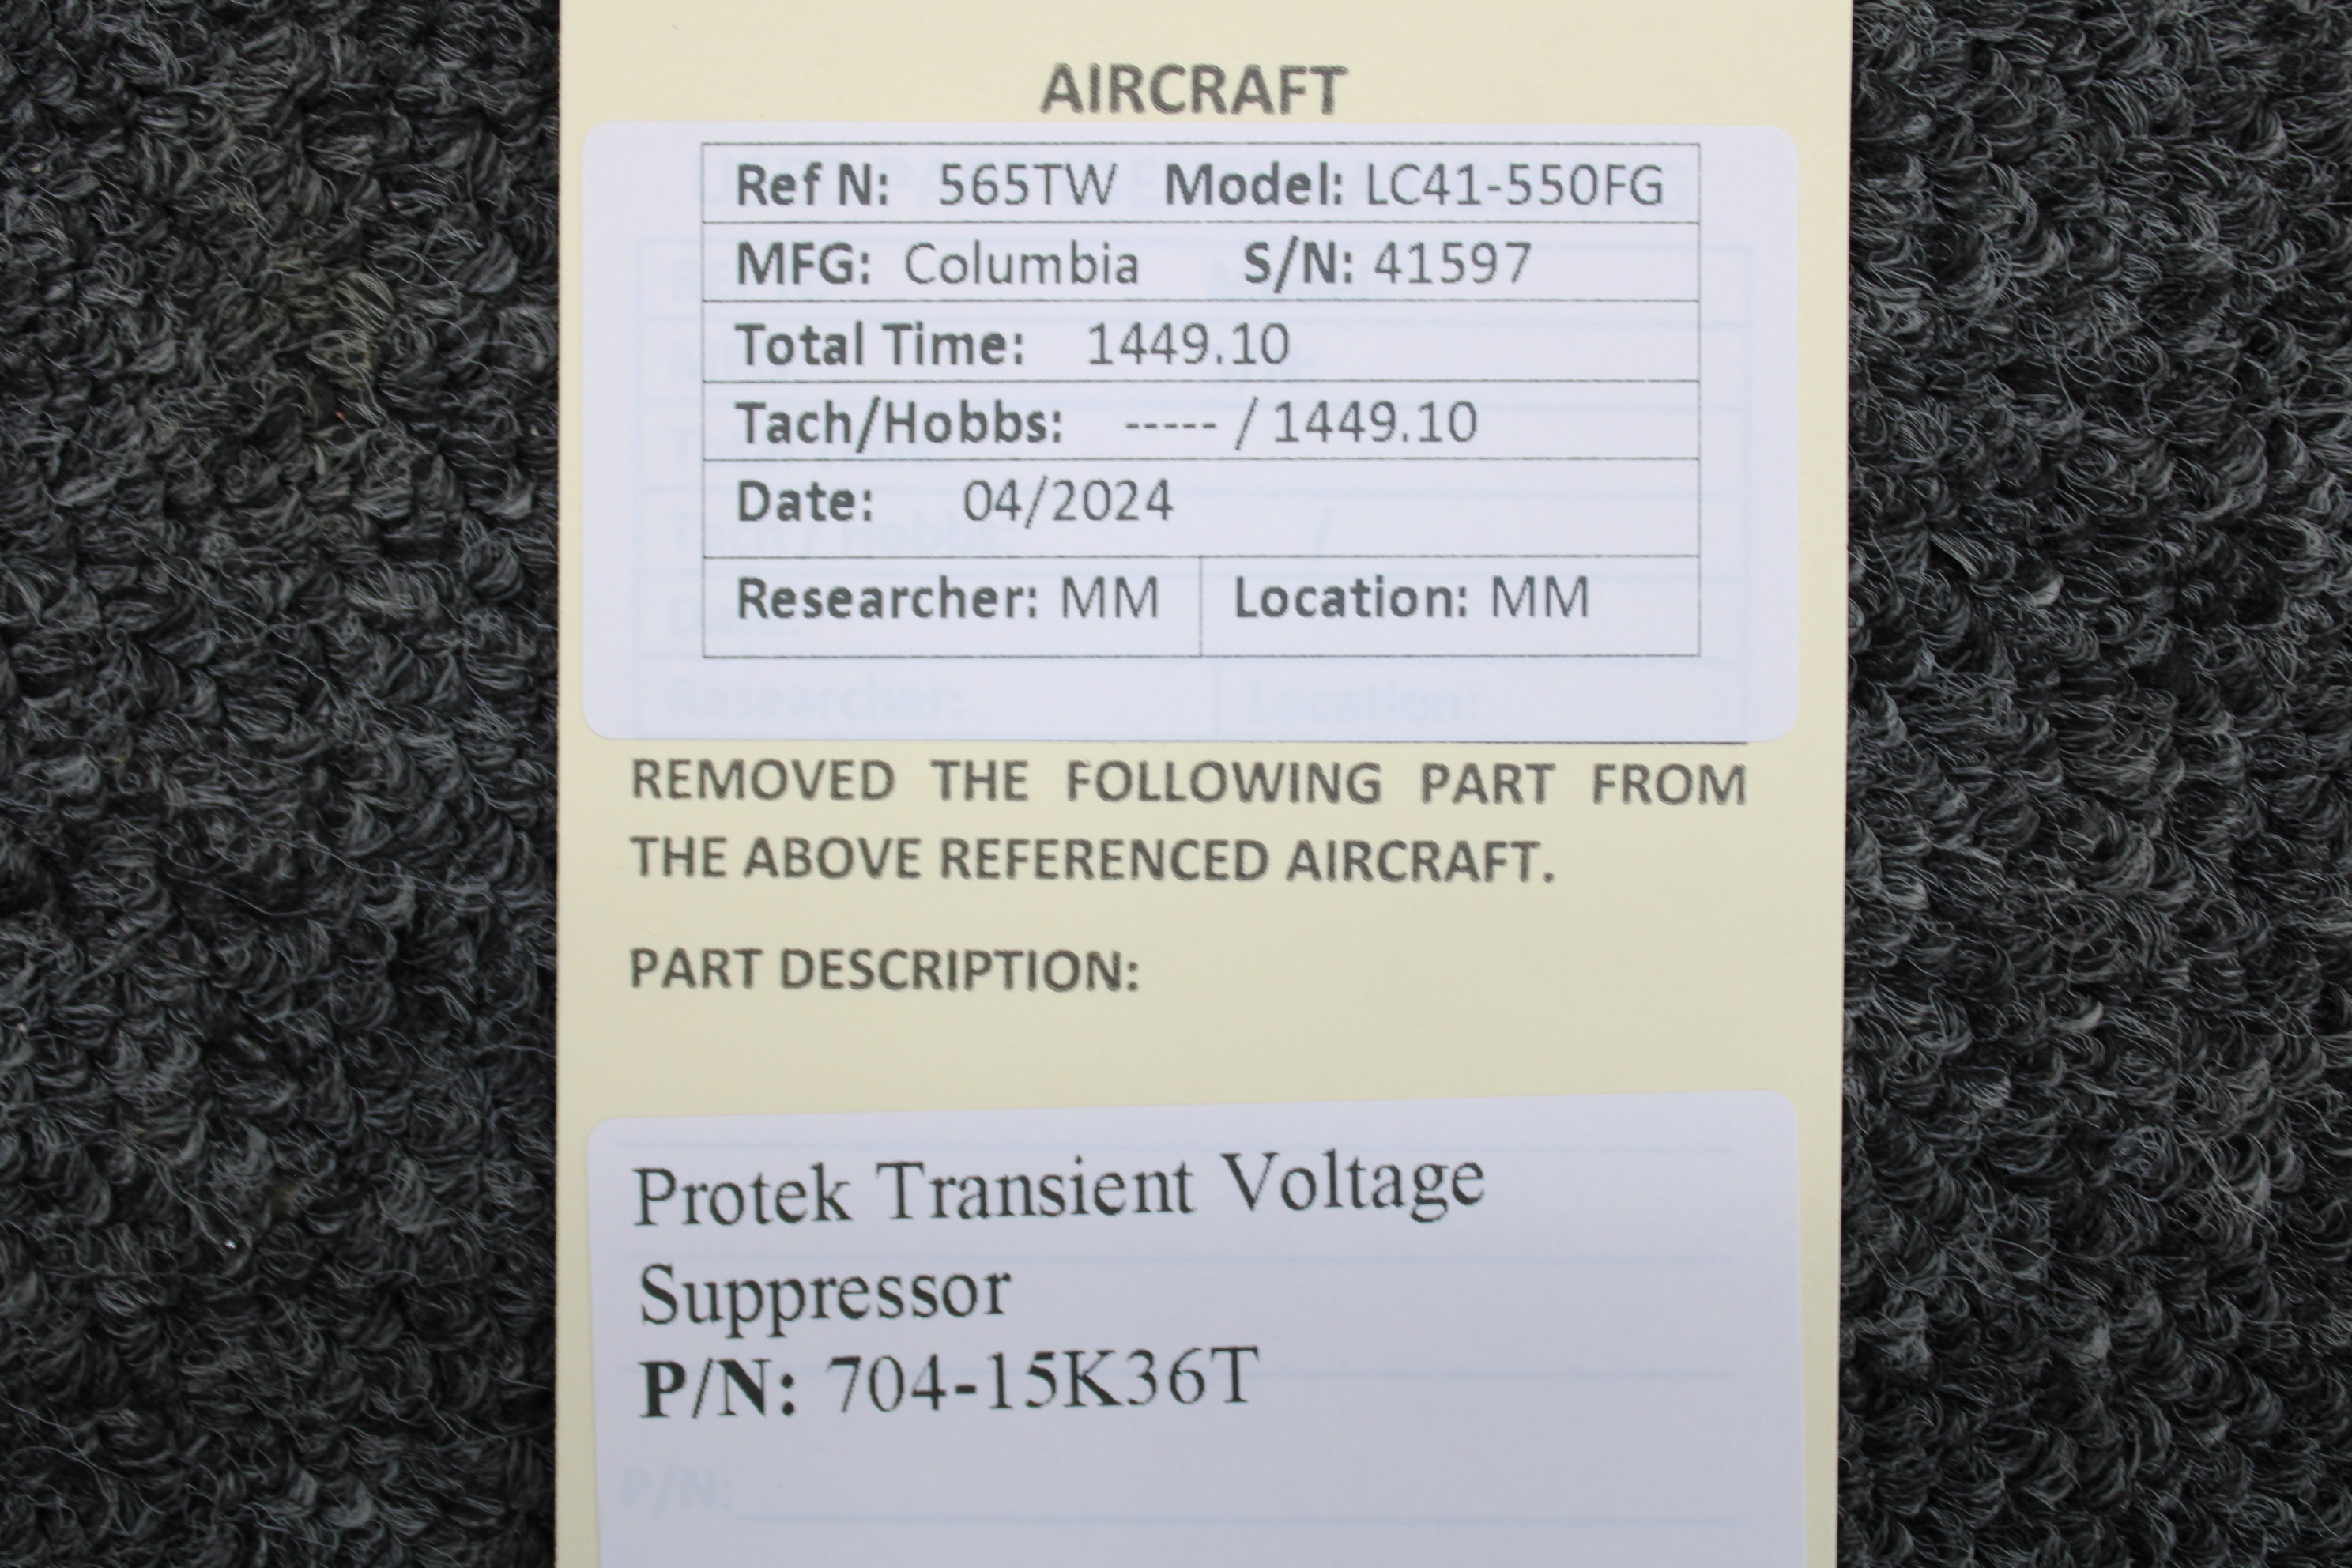 AIRCRAFT
Ref N: 565TW Model: LC41-550FG
MFG: Columbia S/N: 41597
Total Time: 1449.10
Tach/Hobbs: ----- / 1449.10
Date: 04/2024
Researcher: MM Location: MM
Researcher: Location:
REMOVED THE FOLLOWING PART FROM
THE ABOVE REFERENCED AIRCRAFT.
PART DESCRIPTION:
Protek Transient Voltage
Suppressor
P/N: 704-15K36T
P/N: